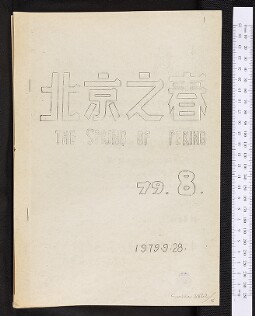 北京之春
THE SPRING OF PEKING
79.8.
1979.9.28.